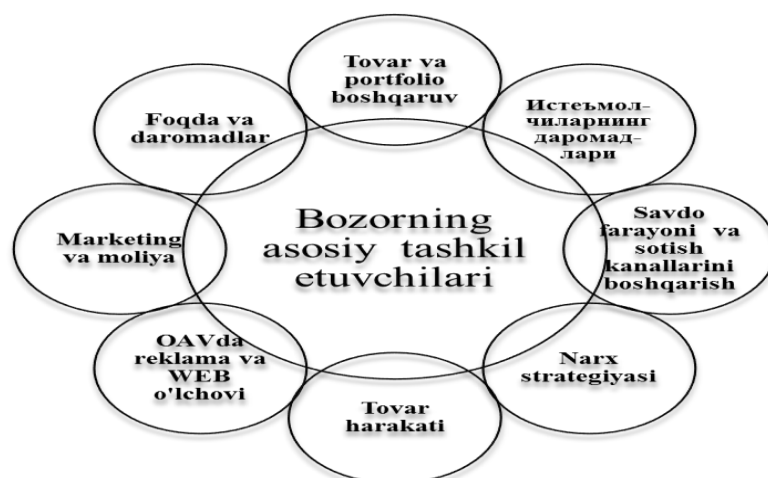 Tovar va
portfolio
boshqaruv
Истеъмол-
чиларнинг
даромад-
лари
Savdo
farayoni va
sotish
kanallarini
boshqarish
Narx
strategiyasi
Tovar
harakati
OAVda
reklama va
WEB
o'lchovi
Marketing
va moliya
Foqda va
daromadlar
Bozorning
asosiy tashkil
etuvchilari